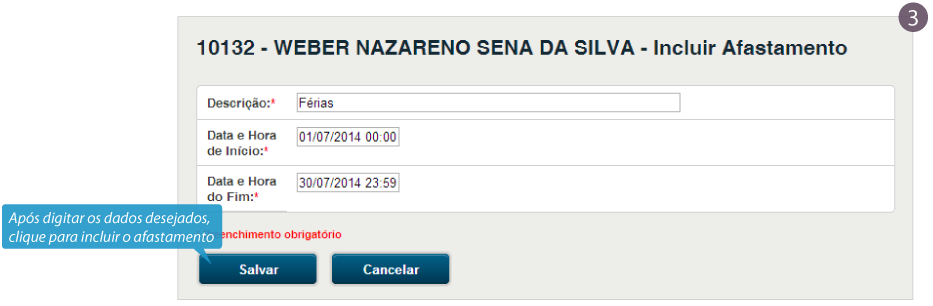 3
10132 - WEBER NAZARENO SENA DA SILVA - Incluir Afastamento
Descrição:* Férias
Data e Hora
de Início:* 01/07/2014 00:00
Data e Hora
do Fim:* 30/07/2014 23:59
Após digitar os dados desejados,
clique para incluir o afastamento
enchimento obrigatório
Salvar Cancelar